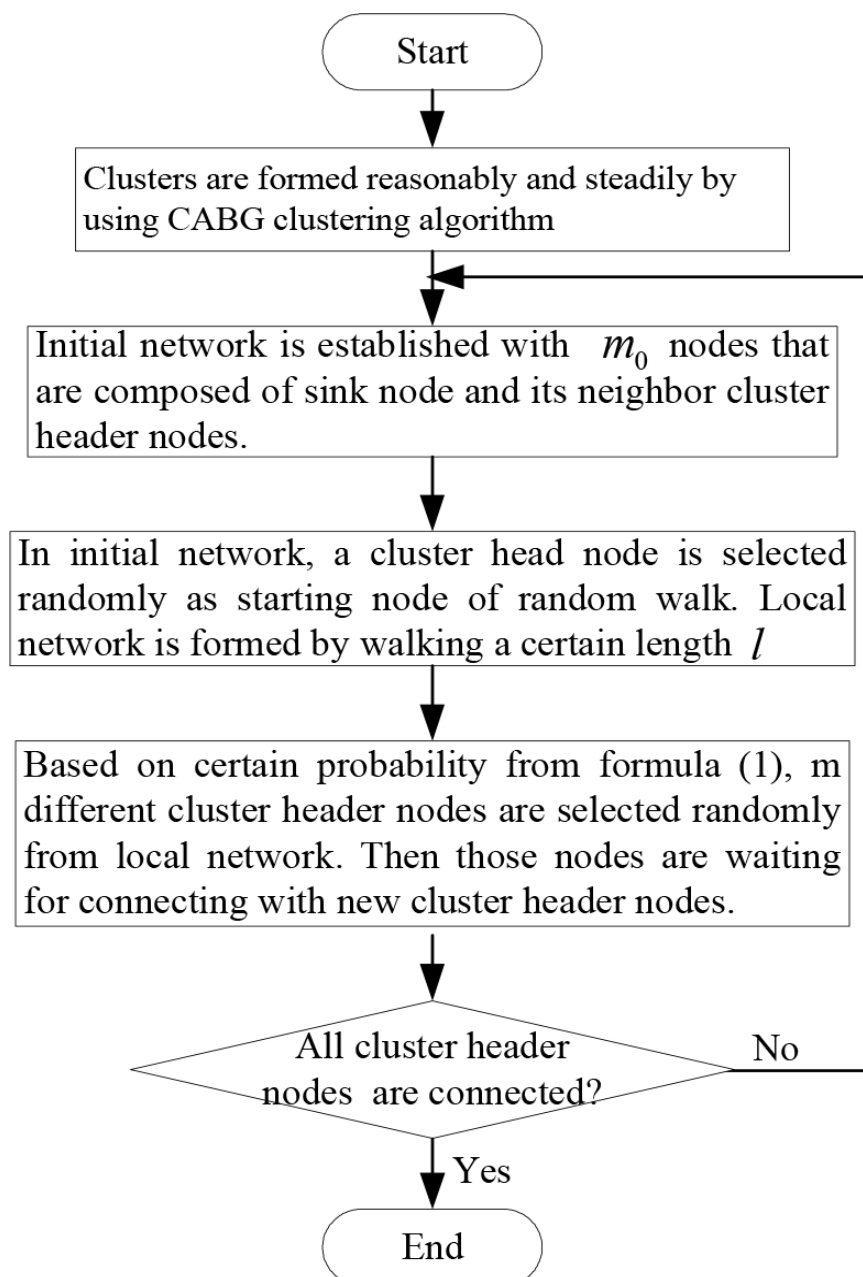 Start
Clusters are formed reasonably and steadily by
using CABG clustering algorithm
Initial network is established with m₀ nodes that
are composed of sink node and its neighbor cluster
header nodes.
In initial network, a cluster head node is selected
randomly as starting node of random walk. Local
network is formed by walking a certain length l
Based on certain probability from formula (1), m
different cluster header nodes are selected randomly
from local network. Then those nodes are waiting
for connecting with new cluster header nodes.
All cluster header
nodes are connected?
No
Yes
End